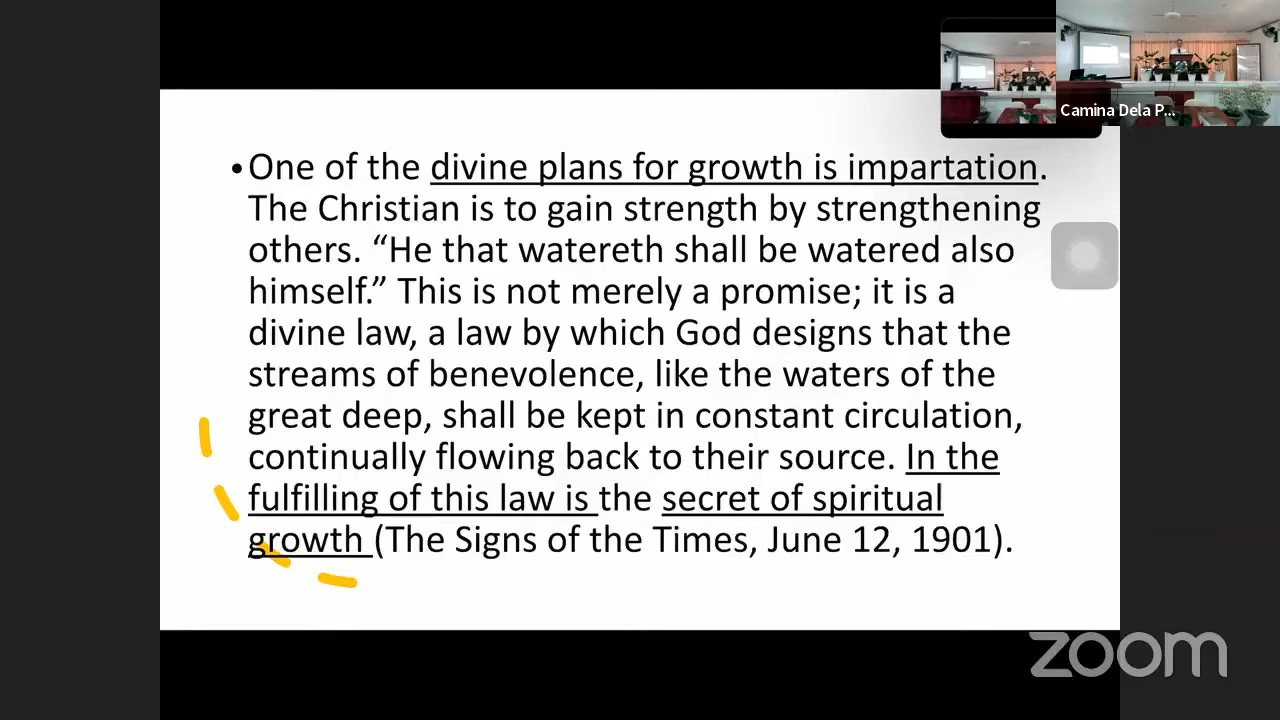 Camina Dela P...
•One of the divine plans for growth is impartation.
The Christian is to gain strength by strengthening
others. “He that watereth shall be watered also
himself.” This is not merely a promise; it is a
divine law, a law by which God designs that the
streams of benevolence, like the waters of the
great deep, shall be kept in constant circulation,
continually flowing back to their source. In the
fulfilling of this law is the secret of spiritual
growth (The Signs of the Times, June 12, 1901).
zoom